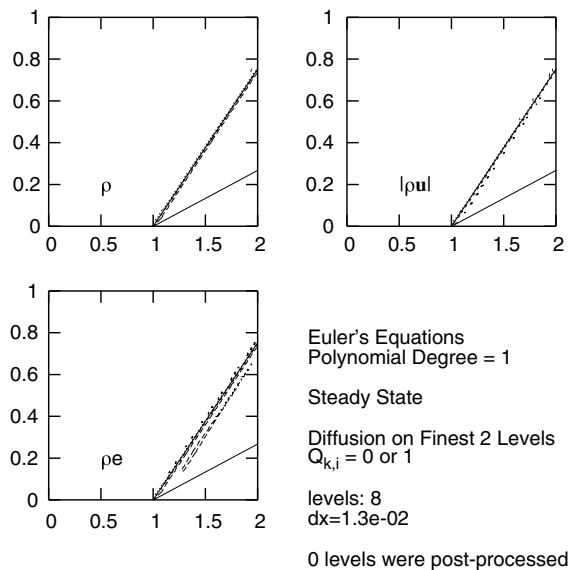 1
0.8
0.6
0.4
0.2
0
ρ
0 0.5 1 1.5 2
1
0.8
0.6
0.4
0.2
0
|ρu|
0 0.5 1 1.5 2
1
0.8
0.6
0.4
0.2
0
ρe
0 0.5 1 1.5 2
Euler's Equations
Polynomial Degree = 1
Steady State
Diffusion on Finest 2 Levels
Qk,i = 0 or 1
levels: 8
dx=1.3e-02
0 levels were post-processed